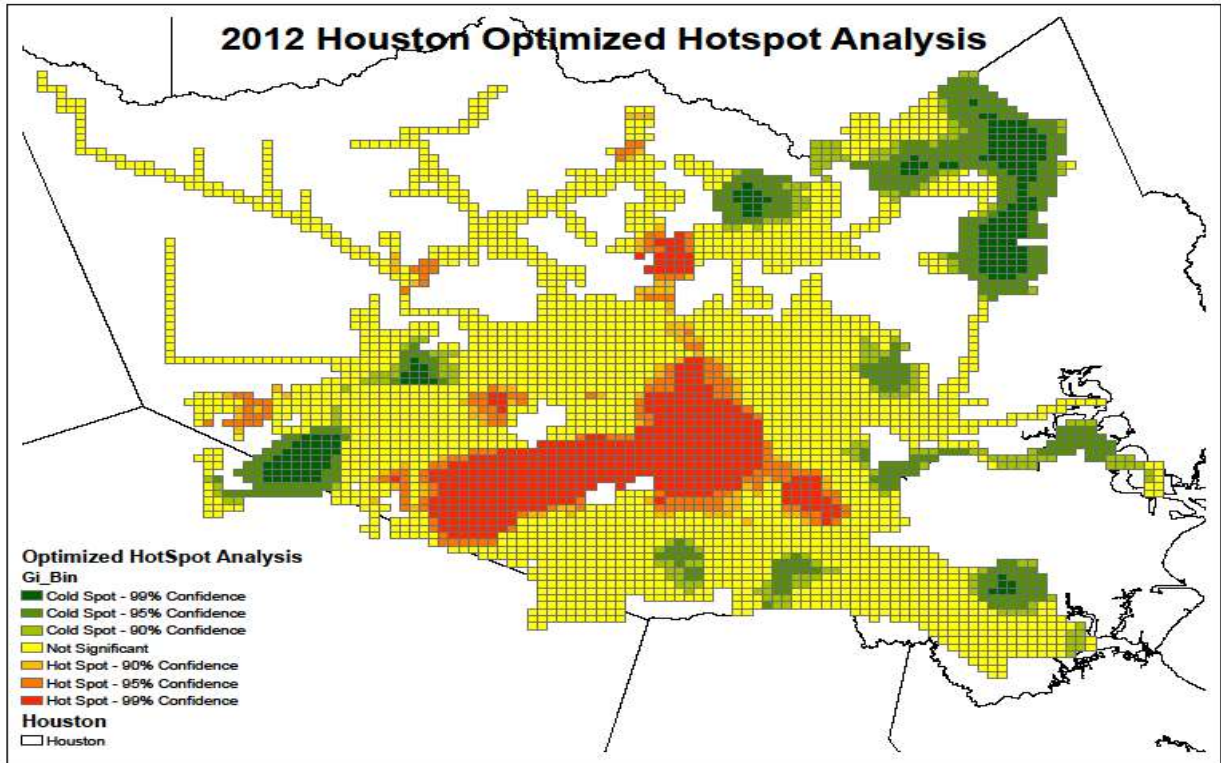 2012 Houston Optimized Hotspot Analysis
Optimized HotSpot Analysis
Gi_Bin
Cold Spot - 99% Confidence
Cold Spot - 95% Confidence
Cold Spot - 90% Confidence
Not Significant
Hot Spot - 90% Confidence
Hot Spot - 95% Confidence
Hot Spot - 99% Confidence
Houston
Houston